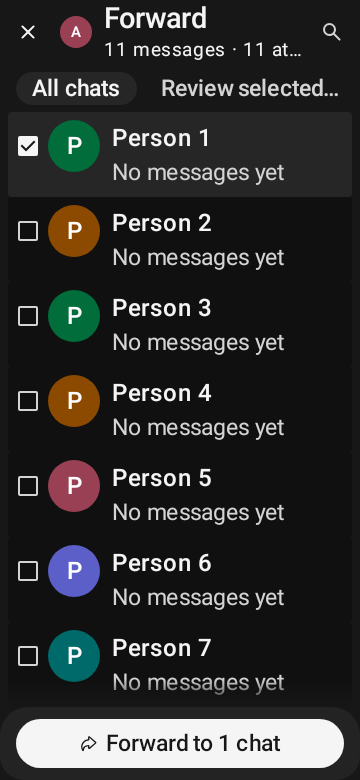 Forward
A
11 messages · 11 at…
All chats
Review selected…
P
Person 1
No messages yet
P
Person 2
No messages yet
P
Person 3
No messages yet
P
Person 4
No messages yet
P
Person 5
No messages yet
P
Person 6
No messages yet
P
Person 7
No messages yet
Forward to 1 chat